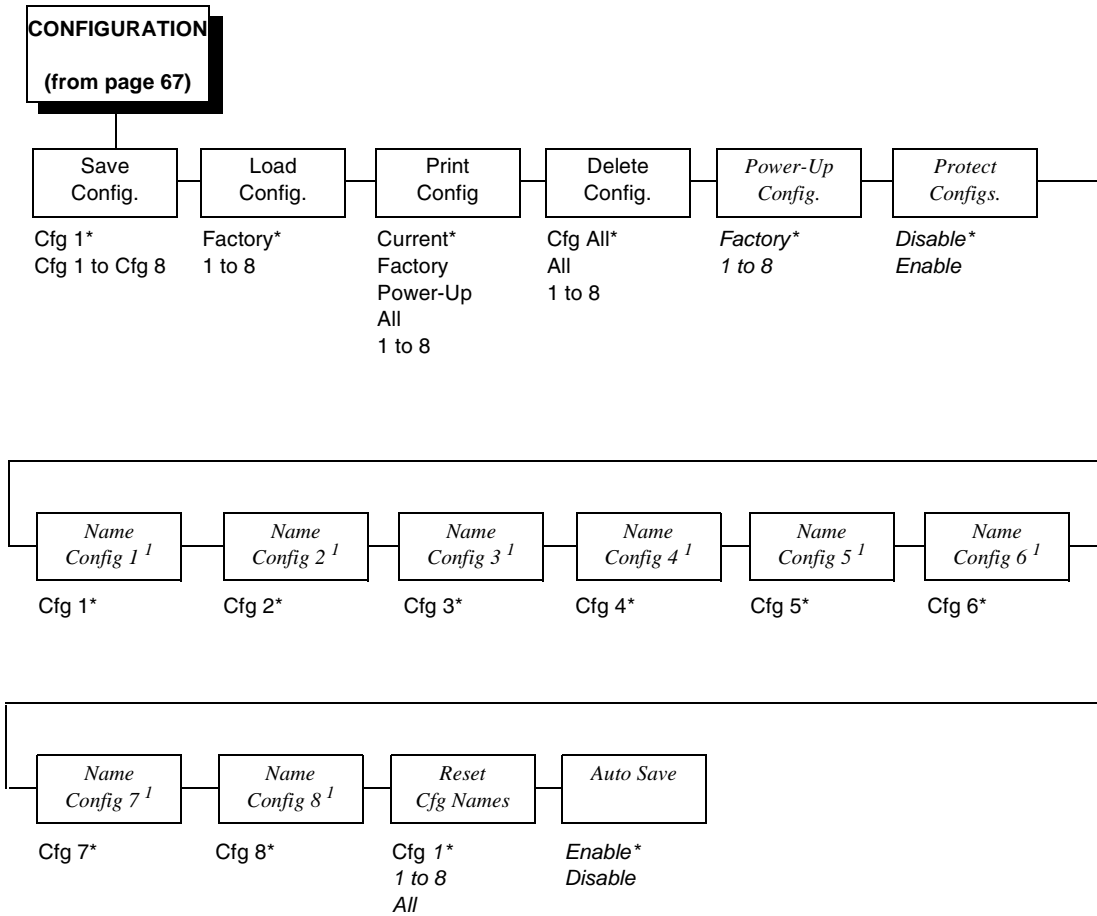 CONFIGURATION
(from page 67)
Save
Config.
Load
Config.
Print
Config
Delete
Config.
Power-Up
Config.
Protect
Configs.
Cfg 1*
Cfg 1 to Cfg 8
Factory*
1 to 8
Current*
Factory
Power-Up
All
1 to 8
Cfg All*
All
1 to 8
Factory*
1 to 8
Disable*
Enable
Name
Config 1 1
Name
Config 2 1
Name
Config 3 1
Name
Config 4 1
Name
Config 5 1
Name
Config 6 1
Cfg 1*
Cfg 2*
Cfg 3*
Cfg 4*
Cfg 5*
Cfg 6*
Name
Config 7 1
Name
Config 8 1
Reset
Cfg Names
Auto Save
Cfg 7*
Cfg 8*
Cfg 1*
1 to 8
All
Enable*
Disable